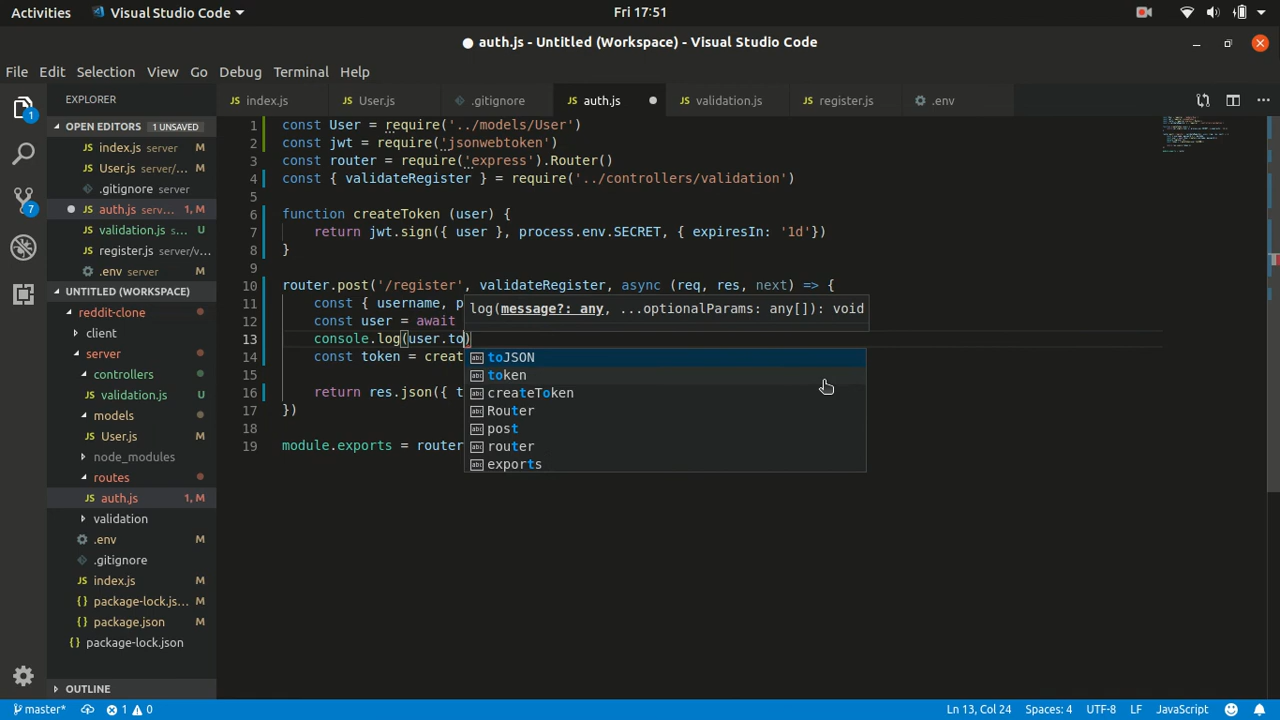 Activities Visual Studio Code Fri 17:51
auth.js - Untitled (Workspace) - Visual Studio Code
File Edit Selection View Go Debug Terminal Help
EXPLORER
OPEN EDITORS 1 UNSAVED
index.js server
User.js server/...
.gitignore server
auth.js serv... 1, M
validation.js s... U
register.js server/v...
.env server
UNTITLED (WORKSPACE)
reddit-clone
client
server
controllers
validation.js U
models
User.js M
node_modules
routes
auth.js 1, M
validation
.env M
.gitignore
index.js M
package-lock.js... M
package.json M
package-lock.json
OUTLINE
index.js User.js .gitignore auth.js validation.js register.js .env
1 const User = require('../models/User')
2 const jwt = require('jsonwebtoken')
3 const router = require('express').Router()
4 const { validateRegister } = require('../controllers/validation')
5
6 function createToken (user) {
7 return jwt.sign({ user }, process.env.SECRET, { expiresIn: '1d'})
8 }
9
10 router.post('/register', validateRegister, async (req, res, next) => {
11 const { username, p
12 const user = await
13 console.log(user.to)
14 const token = creat
15
16 return res.json({ t
17 })
18
19 module.exports = router
log(message?: any, ...optionalParams: any[]): void
toJSON
token
createToken
Router
post
router
exports
1
7
master* 1 0 Ln 13, Col 24 Spaces: 4 UTF-8 LF JavaScript